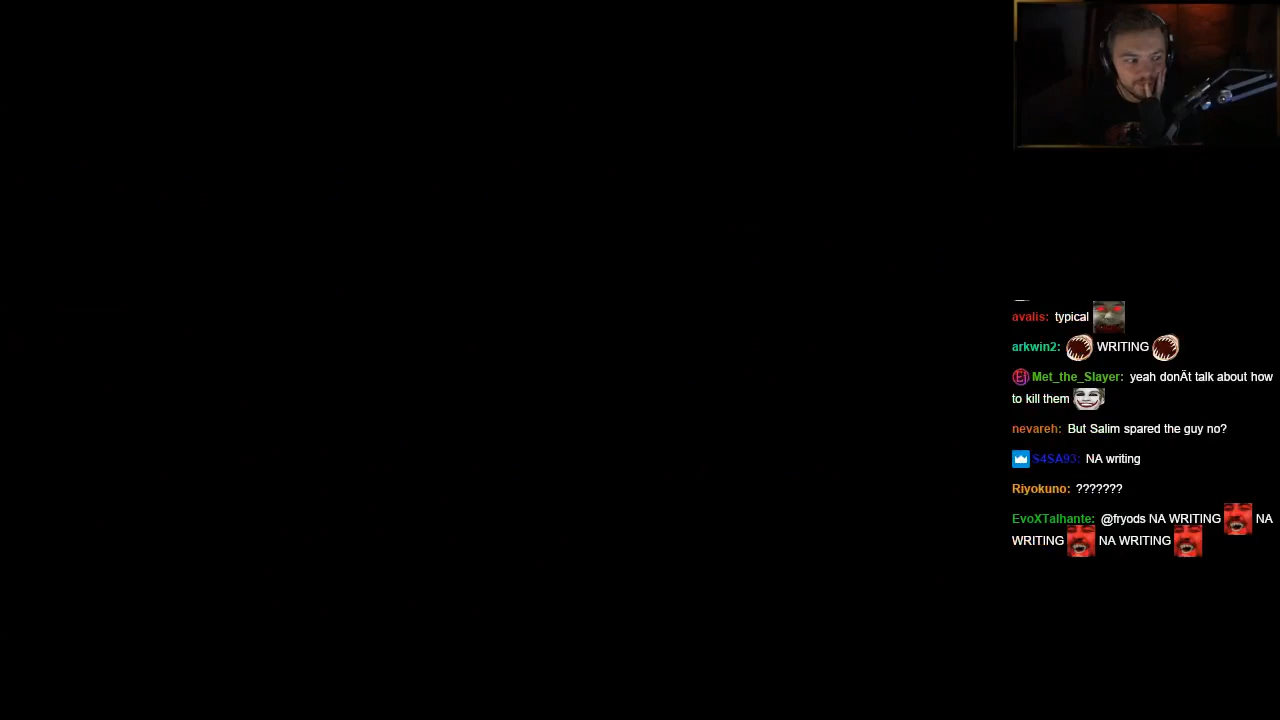 avalis: typical
arkwin2: WRITING
Met_the_Slayer: yeah donÃt talk about how
to kill them
nevareh: But Salim spared the guy no?
S4SA93: NA writing
Riyokuno: ???????
EvoXTalhante: @fryods NA WRITING NA
WRITING NA WRITING